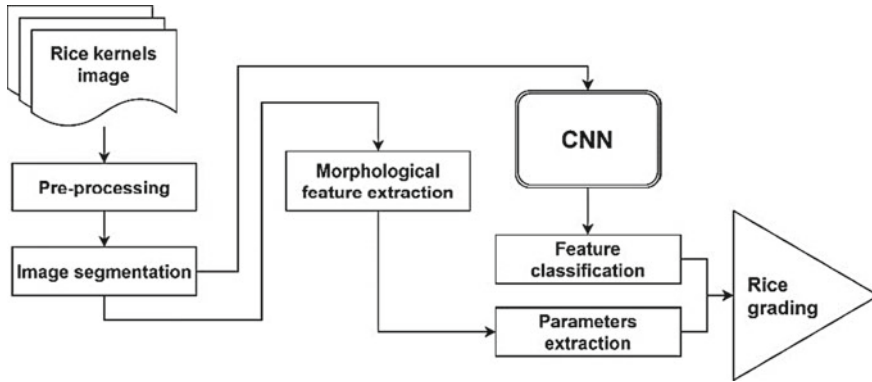 Rice kernels
image
Pre-processing
Image segmentation
Morphological
feature extraction
CNN
Feature
classification
Parameters
extraction
Rice
grading